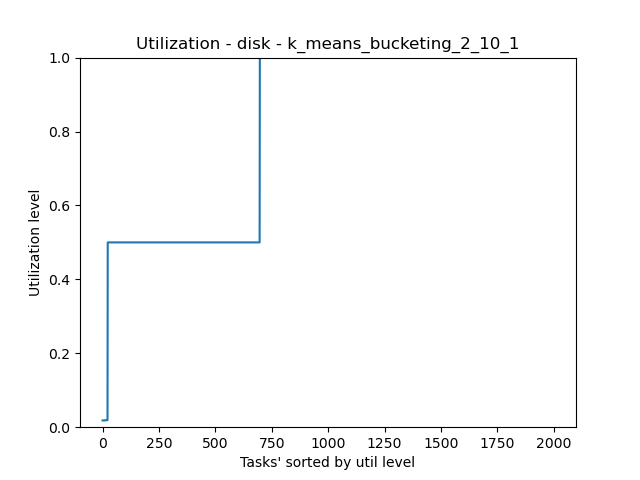 Utilization - disk - k_means_bucketing_2_10_1
1.0
0.8
0.6
0.4
0.2
0.0
Utilization level
0 250 500 750 1000 1250 1500 1750 2000
Tasks' sorted by util level